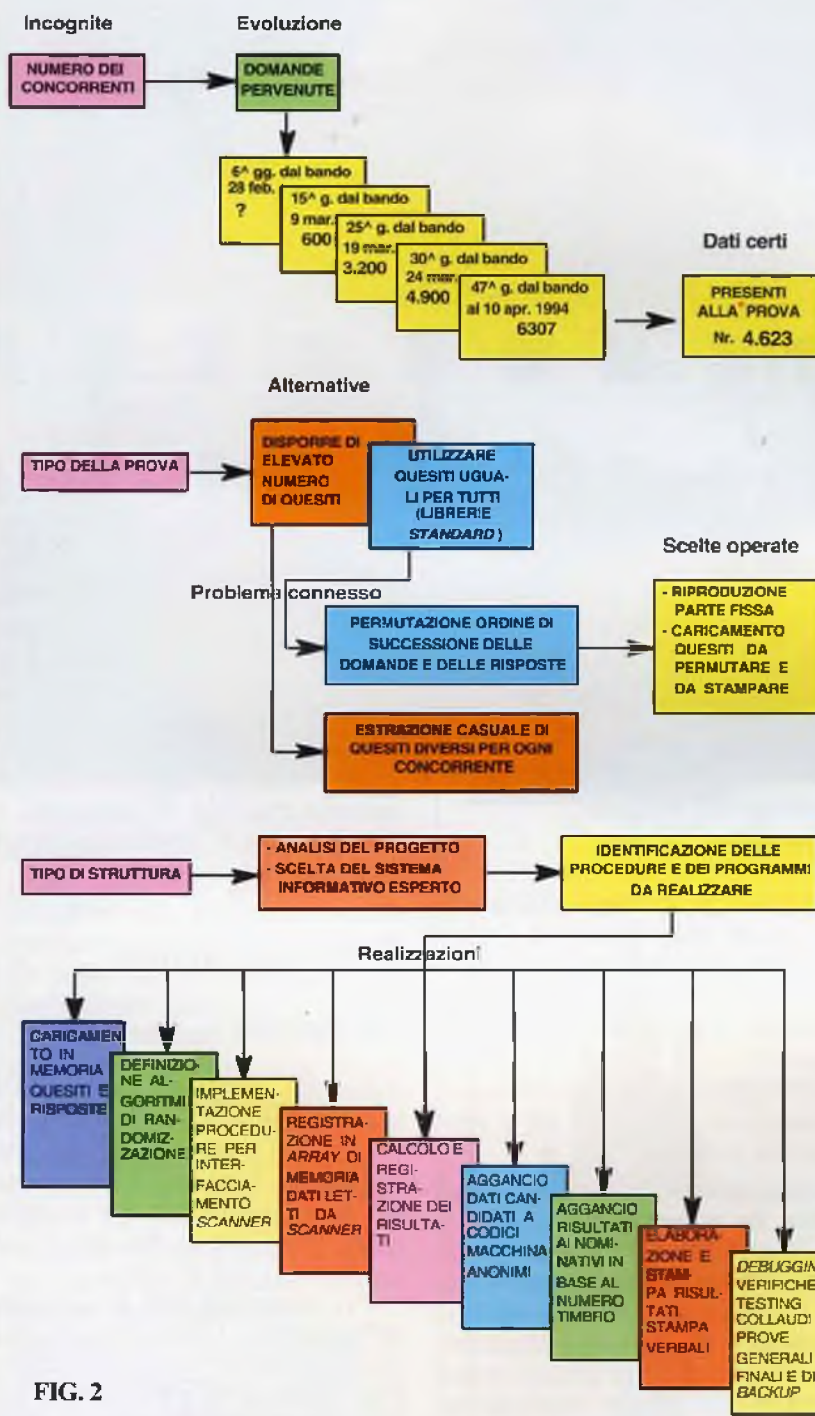 Incognite
Evoluzione
NUMERO DEI
CONCORRENTI
DOMANDE
PERVENUTE
6^ gg. dal bando
28 feb.
?
15^ g. dal bando
9 mar.
600
25^ g. dal bando
19 mar.
3.200
30^ g. dal bando
24 mar.
4.900
47^ g. dal bando
al 10 apr. 1994
6307
Dati certi
PRESENTI
ALLA PROVA
Nr. 4.623
Alternative
TIPO DELLA PROVA
DISPORRE DI
ELEVATO
NUMERO
DI QUESITI
UTILIZZARE
QUESITI UGUA-
LI PER TUTTI
(LIBRERIE
STANDARD )
Problema connesso
Scelte operate
PERMUTAZIONE ORDINE DI
SUCCESSIONE DELLE
DOMANDE E DELLE RISPOSTE
- RIPRODUZIONE
PARTE FISSA
- CARICAMENTO
QUESITI DA
PERMUTARE E
DA STAMPARE
ESTRAZIONE CASUALE DI
QUESITI DIVERSI PER OGNI
CONCORRENTE
TIPO DI STRUTTURA
- ANALISI DEL PROGETTO
- SCELTA DEL SISTEMA
INFORMATIVO ESPERTO
IDENTIFICAZIONE DELLE
PROCEDURE E DEI PROGRAMMI
DA REALIZZARE
Realizzazioni
CARICAMEN
TO IN
MEMORIA
QUESITI E
RISPOSTE
DEFINIZIO-
NE AL-
GORITMI
DI RAN-
DOMIZ-
ZAZIONE
IMPLEMEN-
TAZIONE
PROCEDU-
RE PER
INTER-
FACCIA-
MENTO
SCANNER
REGISTRA-
ZIONE IN
ARRAY DI
MEMORIA
DATI LET-
TI DA
SCANNER
CALCOLO E
REGI-
STRA-
ZIONE DEI
RISULTA-
TI
AGGANCIO
DATI CAN-
DIDATI A
CODICI
MACCHINA
ANONIMI
AGGANCIO
RISULTATI
AI NOMI-
NATIVI IN
BASE AL
NUMERO
TIMBRO
ELABORA-
ZIONE E
STAM-
PA RISUL-
TATI.
STAMPA
VERBALI
DEBUGGIN
VERIFICHE
TESTING
COLLAUDI
PROVE
GENERALI
FINALI E DI
BACKUP
FIG. 2